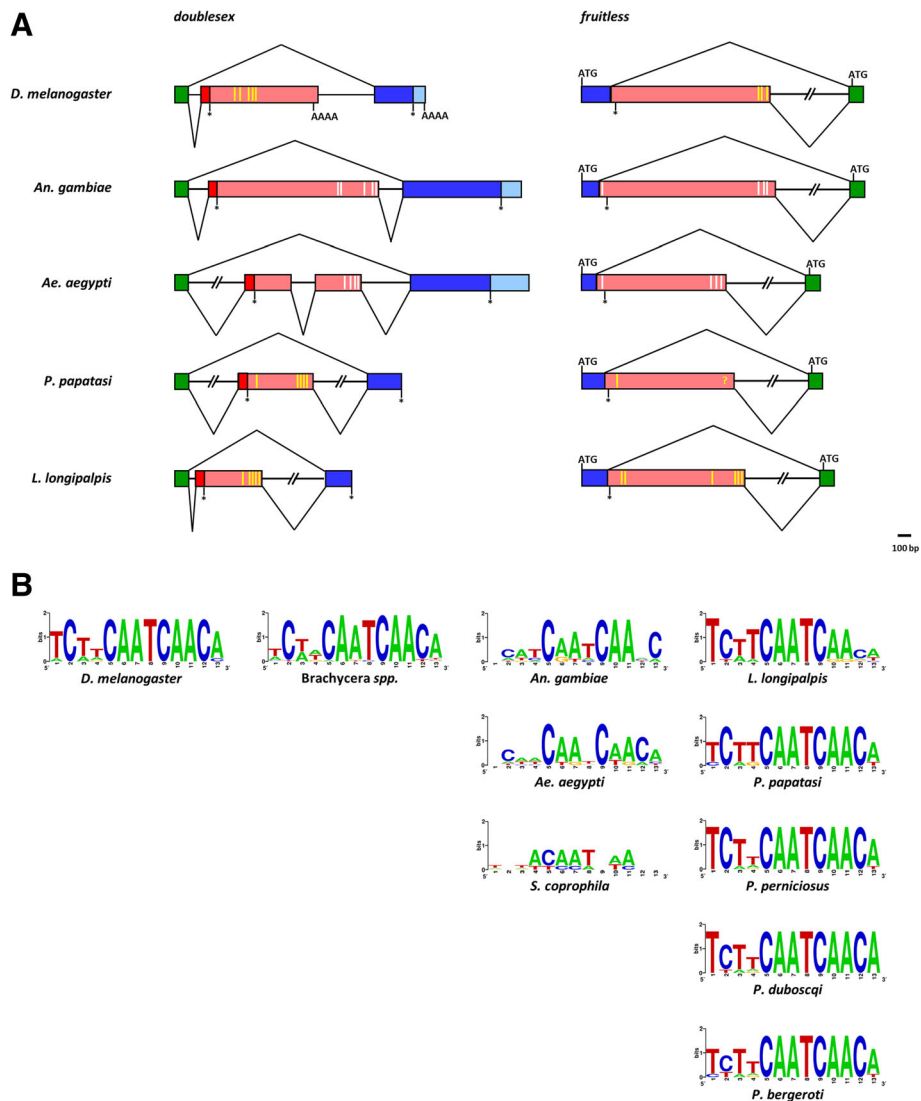 A
doublesex
fruitless
D. melanogaster
ATG
ATG
*
AAAA
*
AAAA
*
An. gambiae
ATG
ATG
*
*
*
Ae. aegypti
ATG
ATG
*
*
*
P. papatasi
ATG
ATG
?
*
*
*
L. longipalpis
ATG
ATG
*
*
*
100 bp
B
D. melanogaster
Brachycera spp.
An. gambiae
L. longipalpis
Ae. aegypti
P. papatasi
S. coprophila
P. perniciosus
P. duboscqi
P. bergeroti